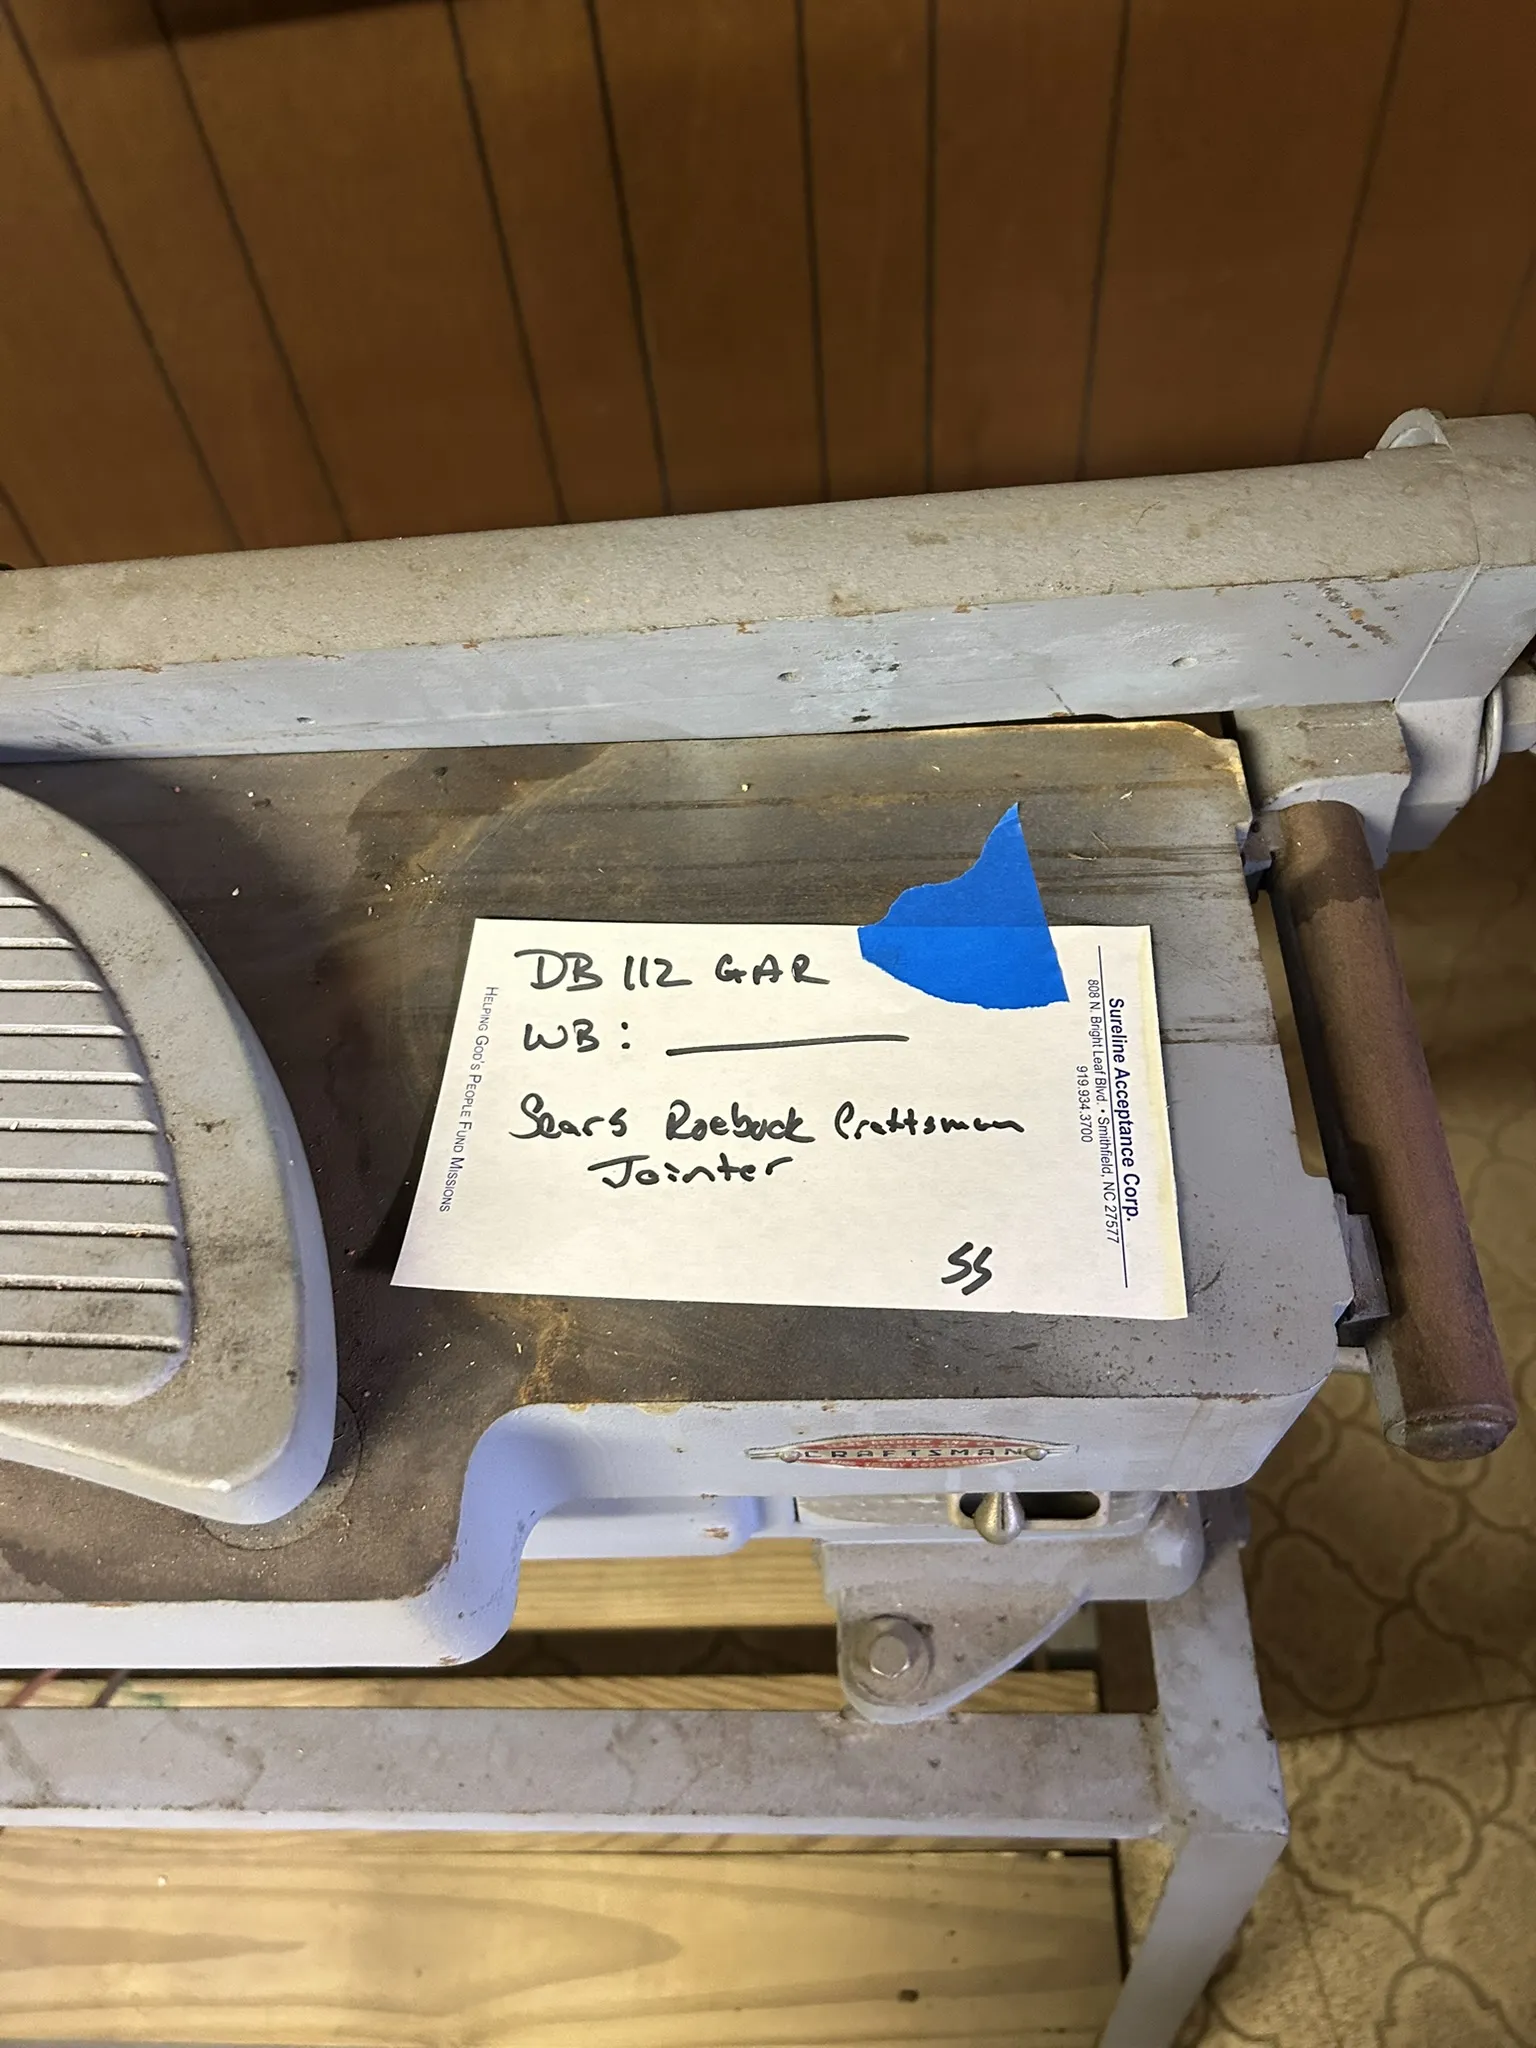 DB 112 GAR
WB:
Sears Roebuck Craftsman
Jointer
SS
HELPING GOD'S PEOPLE FUND MISSIONS
Sureline Acceptance Corp.
808 N. Bright Leaf Blvd. • Smithfield, NC 27577
919.934.3700
CRAFTSMAN